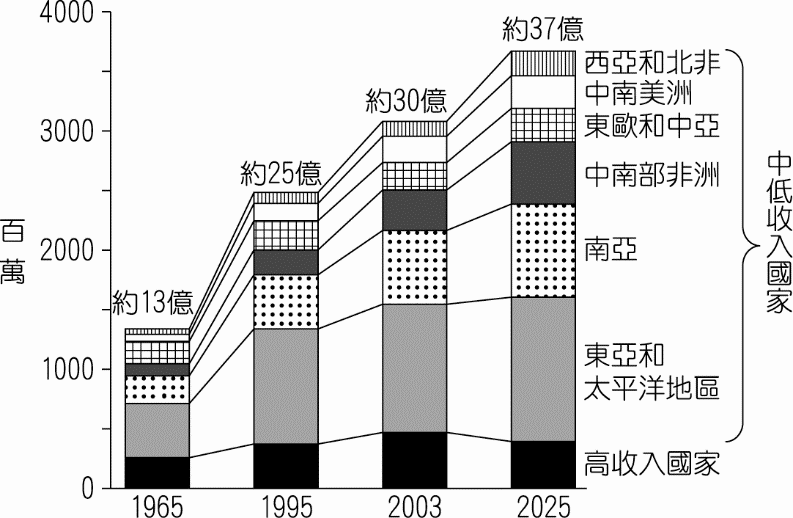 百萬
4000
3000
2000
1000
0
約13億
約25億
約30億
約37億
1965
1995
2003
2025
西亞和北非
中南美洲
東歐和中亞
中南部非洲
南亞
東亞和
太平洋地區
高收入國家
中低收入國家